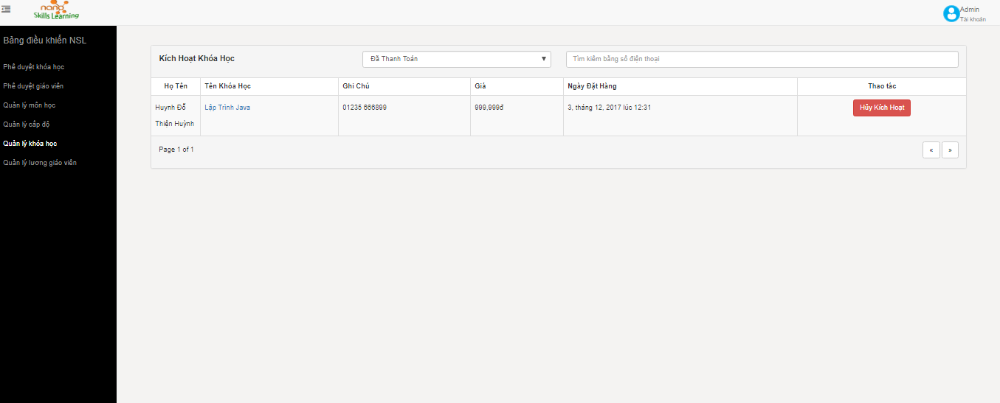 nano
Skills Learning
Admin
Tài khoản
Bảng điều khiển NSL
Phê duyệt khóa học
Phê duyệt giáo viên
Quản lý môn học
Quản lý cấp độ
Quản lý khóa học
Quản lý lương giáo viên
Kích Hoạt Khóa Học
Đã Thanh Toán
Tìm kiếm bằng số điện thoại
Họ Tên
Tên Khóa Học
Ghi Chú
Giá
Ngày Đặt Hàng
Thao tác
Huynh Đỗ
Thiện Huỳnh
Lập Trình Java
01235 666899
999,999đ
3, tháng 12, 2017 lúc 12:31
Hủy Kích Hoạt
Page 1 of 1
«
»